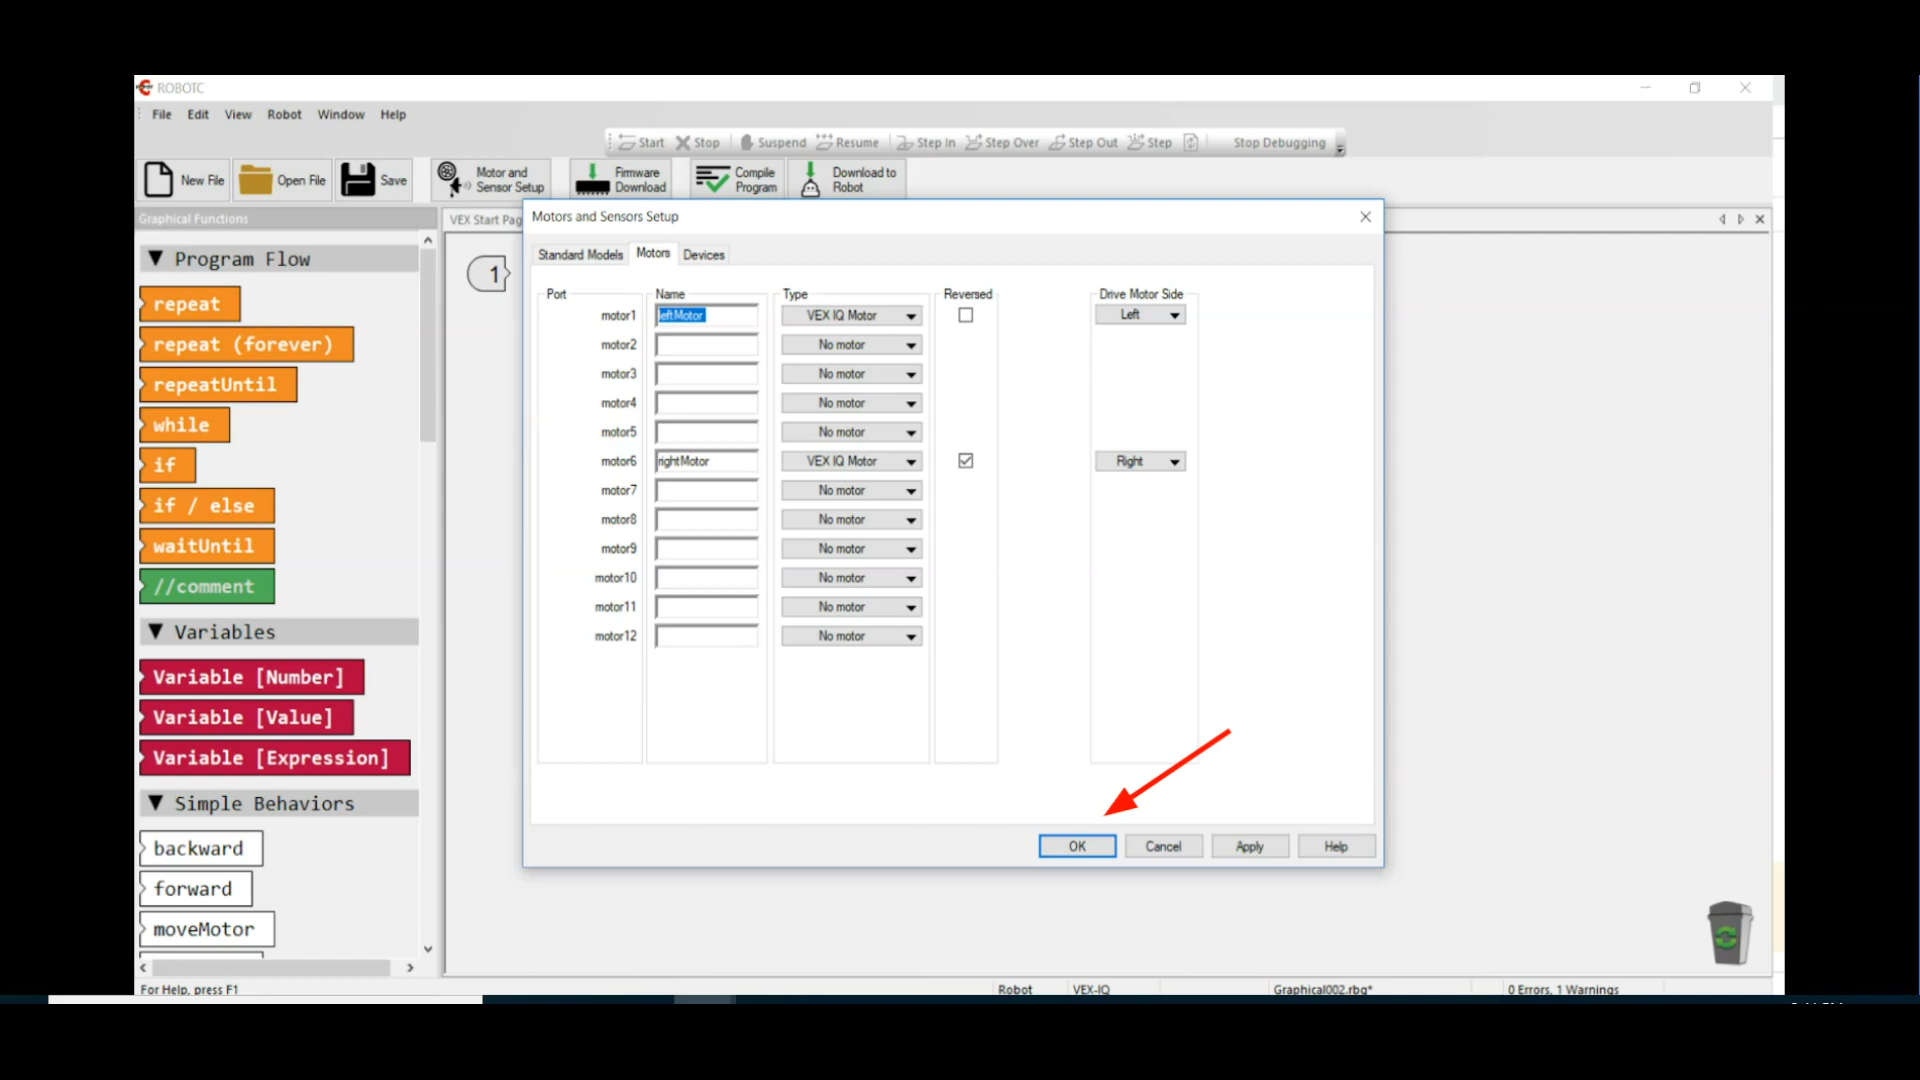 ROBOTC
File Edit View Robot Window Help
Start Stop Suspend Resume Step In Step Over Step Out Step Stop Debugging
New File Open File Save Motor and Sensor Setup Firmware Download Compile Program Download to Robot
Graphical Functions
VEX Start Pag
Program Flow
repeat
repeat (forever)
repeatUntil
while
if
if / else
waitUntil
//comment
Variables
Variable [Number]
Variable [Value]
Variable [Expression]
Simple Behaviors
backward
forward
moveMotor
1
Motors and Sensors Setup
Standard Models Motors Devices
Port Name Type Reversed Drive Motor Side
motor1 leftMotor VEX IQ Motor Left
motor2 No motor
motor3 No motor
motor4 No motor
motor5 No motor
motor6 rightMotor VEX IQ Motor Right
motor7 No motor
motor8 No motor
motor9 No motor
motor10 No motor
motor11 No motor
motor12 No motor
OK Cancel Apply Help
For Help, press F1 Robot VEX-IQ Graphical002.rbg* 0 Errors, 1 Warnings